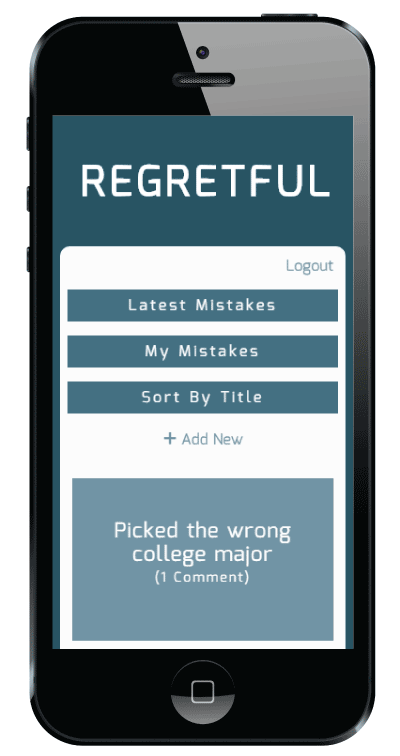 REGRETFUL
Logout
Latest Mistakes
My Mistakes
Sort By Title
+ Add New
Picked the wrong
college major
(1 Comment)